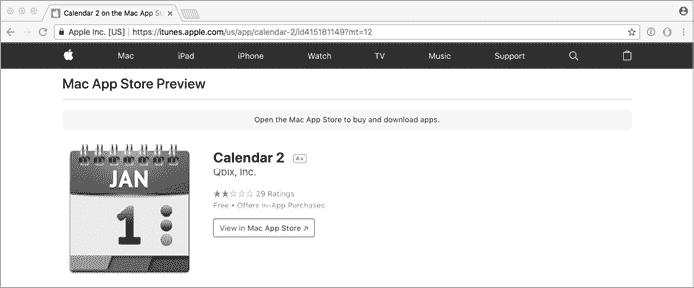 Calendar 2 on the Mac App St
Apple Inc. [US] https://itunes.apple.com/us/app/calendar-2/id415181149?mt=12
Mac iPad iPhone Watch TV Music Support
Mac App Store Preview
Open the Mac App Store to buy and download apps.
Calendar 2 4+
Qbix, Inc.
29 Ratings
Free • Offers In-App Purchases
View in Mac App Store ↗
JAN
1